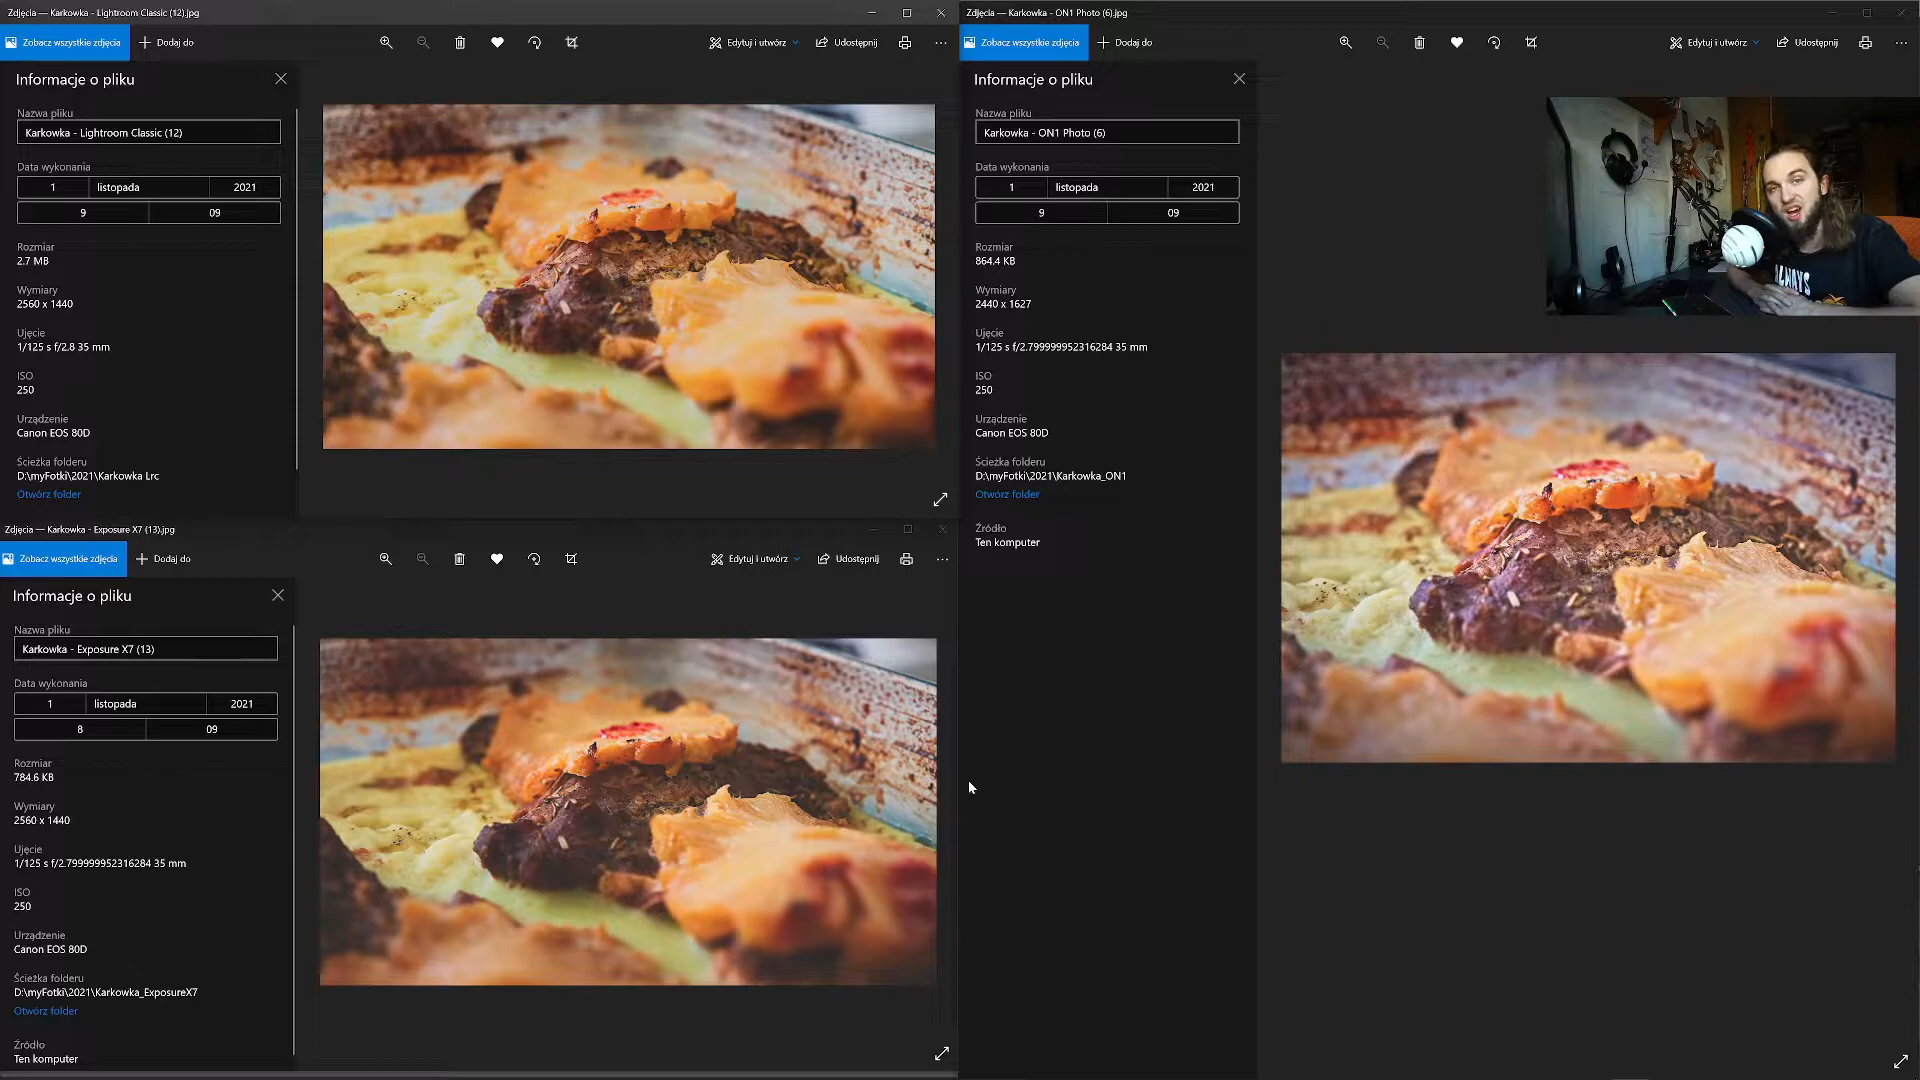 Zdjęcia — Karkowka - Lightroom Classic (12).jpg
Zobacz wszystkie zdjęcia
Dodaj do
Edytuj i utwórz
Udostępnij
Informacje o pliku
Nazwa pliku
Karkowka - Lightroom Classic (12)
Data wykonania
1 listopada 2021
9 09
Rozmiar
2.7 MB
Wymiary
2560 x 1440
Ujęcie
1/125 s f/2.8 35 mm
ISO
250
Urządzenie
Canon EOS 80D
Ścieżka folderu
D:\myFotki\2021\Karkowka Lrc
Otwórz folder
Zdjęcia — Karkowka - Exposure X7 (13).jpg
Zobacz wszystkie zdjęcia
Dodaj do
Edytuj i utwórz
Udostępnij
Informacje o pliku
Nazwa pliku
Karkowka - Exposure X7 (13)
Data wykonania
1 listopada 2021
8 09
Rozmiar
784.6 KB
Wymiary
2560 x 1440
Ujęcie
1/125 s f/2.799999952316284 35 mm
ISO
250
Urządzenie
Canon EOS 80D
Ścieżka folderu
D:\myFotki\2021\Karkowka_ExposureX7
Otwórz folder
Źródło
Ten komputer
Zdjęcia — Karkowka - ON1 Photo (6).jpg
Zobacz wszystkie zdjęcia
Dodaj do
Edytuj i utwórz
Udostępnij
Informacje o pliku
Nazwa pliku
Karkowka - ON1 Photo (6)
Data wykonania
1 listopada 2021
9 09
Rozmiar
864.4 KB
Wymiary
2440 x 1627
Ujęcie
1/125 s f/2.799999952316284 35 mm
ISO
250
Urządzenie
Canon EOS 80D
Ścieżka folderu
D:\myFotki\2021\Karkowka_ON1
Otwórz folder
Źródło
Ten komputer
ALWAYS